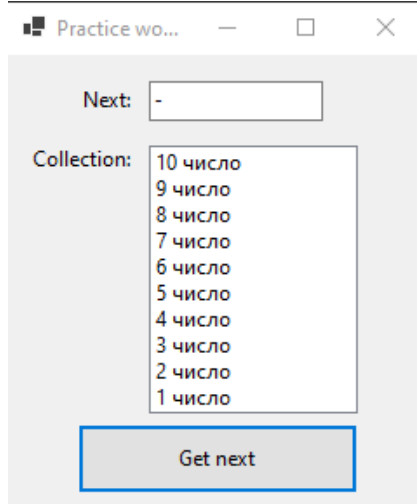 Practice wo...
Next: -
Collection: 10 число
9 число
8 число
7 число
6 число
5 число
4 число
3 число
2 число
1 число
Get next